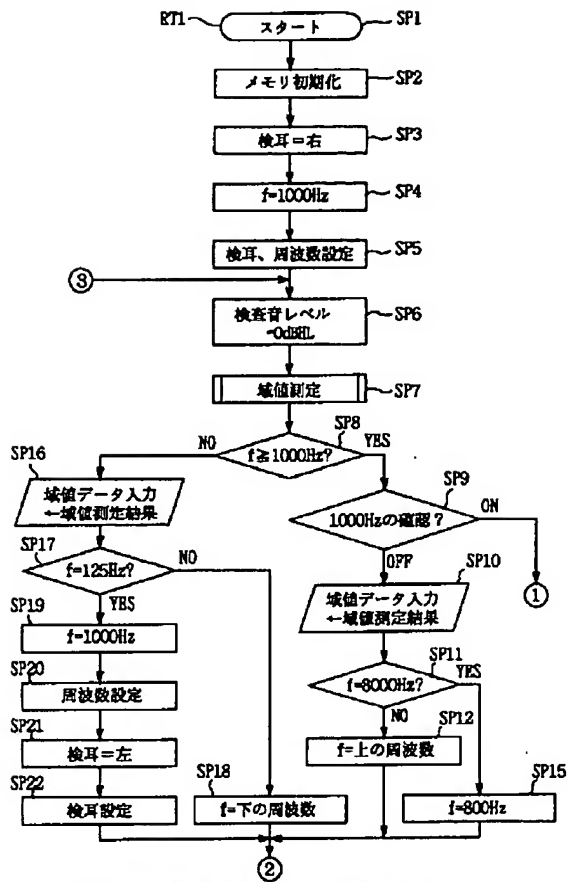 RT1
スタート
SP1
メモリ初期化
SP2
検耳＝右
SP3
f=1000Hz
SP4
検耳、周波数設定
SP5
③
検査音レベル
-0dBHL
SP6
域値測定
SP7
SP8
NO
f≧1000Hz?
YES
SP16
域値データ入力
←域値測定結果
SP9
1000Hzの確認?
ON
OFF
①
SP17
f=125Hz?
NO
YES
SP10
域値データ入力
←域値測定結果
SP19
f=1000Hz
SP11
f=8000Hz?
YES
NO
SP20
周波数設定
SP12
f=上の周波数
SP21
検耳＝左
SP22
検耳設定
SP18
f=下の周波数
SP15
f=800Hz
②